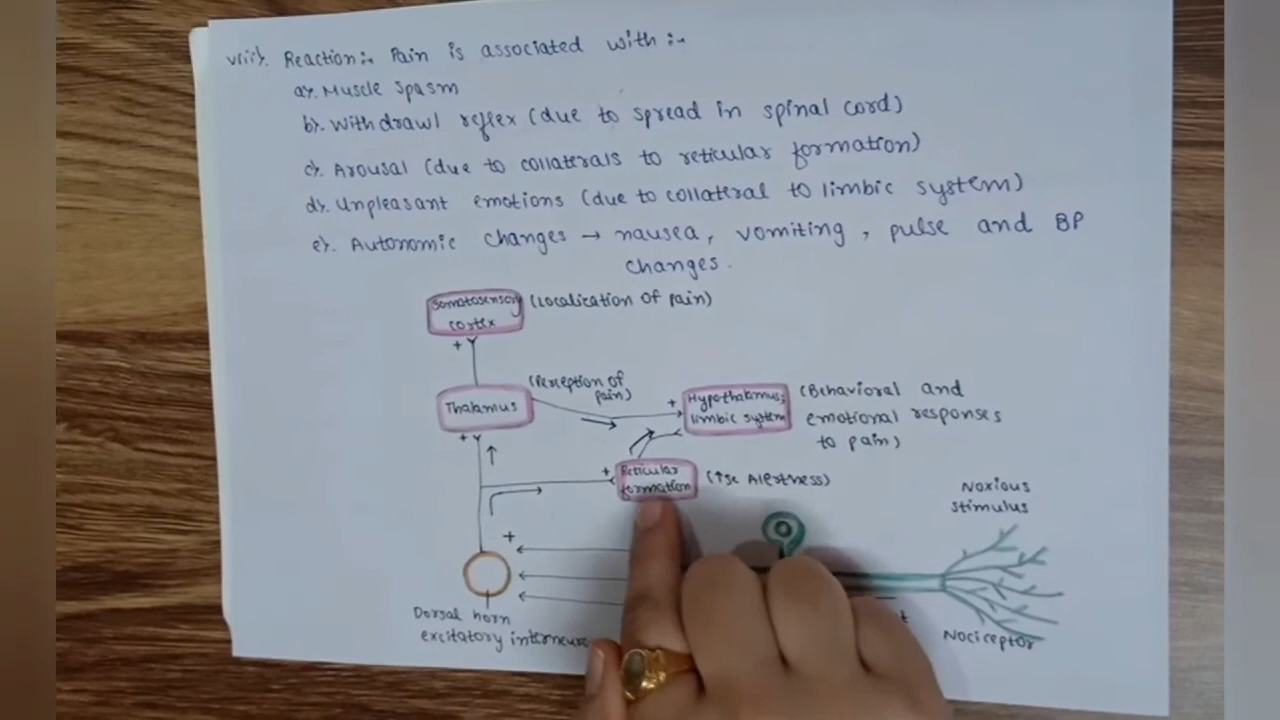 viii). Reaction:- Pain is associated with :-
a). Muscle spasm
b). Withdrawl reflex (due to spread in spinal cord)
c). Arousal (due to collaterals to reticular formation)
d). Unpleasant emotions (due to collateral to limbic system)
e). Autonomic changes → nausea, vomiting, pulse and BP
changes.
Somatosensory
cortex
(Localization of pain)
+
Thalamus
(Perception of
pain)
+
Hypothalamus,
limbic system
(Behavioral and
emotional responses
to pain)
+
+
Reticular
formation
(↑se Alertness)
Noxious
stimulus
+
Dorsal horn
excitatory interneuro
Nociceptor